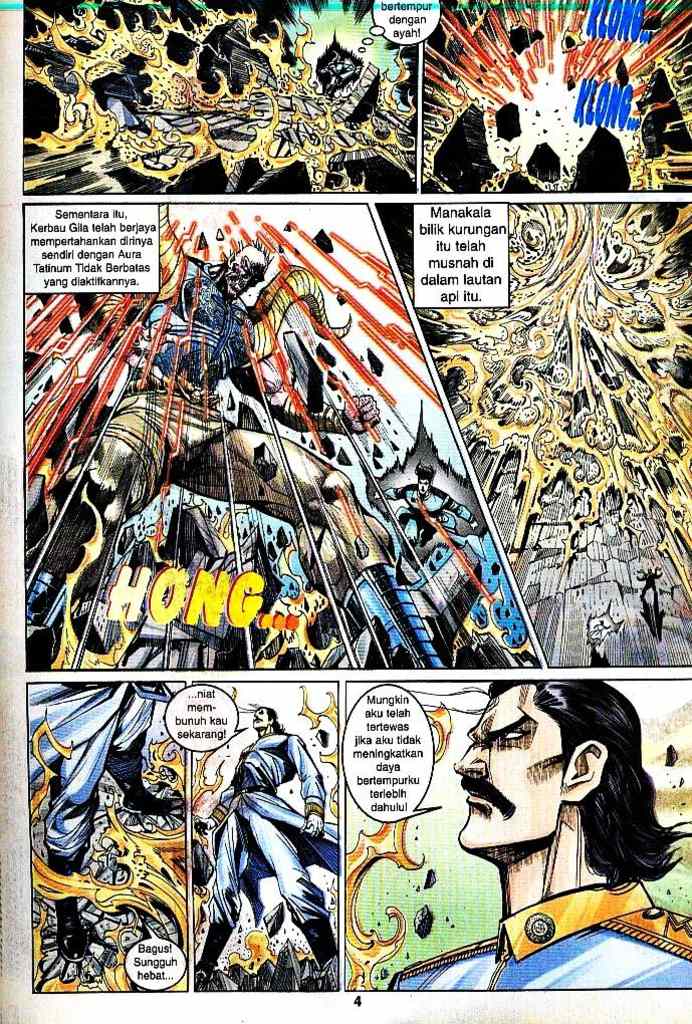 bertempur
dengan
ayah!
KLONG...
KLONG...
Sementara itu,
Kerbau Gila telah berjaya
mempertahankan dirinya
sendiri dengan Aura
Tatinum Tidak Berbatas
yang diaktifkannya.
Manakala
bilik kurungan
itu telah
musnah di
dalam lautan
api itu.
HONG...
Bagus!
Sungguh
hebat...
...niat
mem-
bunuh kau
sekarang!
Mungkin
aku telah
tertewas
jika aku tidak
meningkatkan
daya
bertempurku
terlebih
dahulu!
4